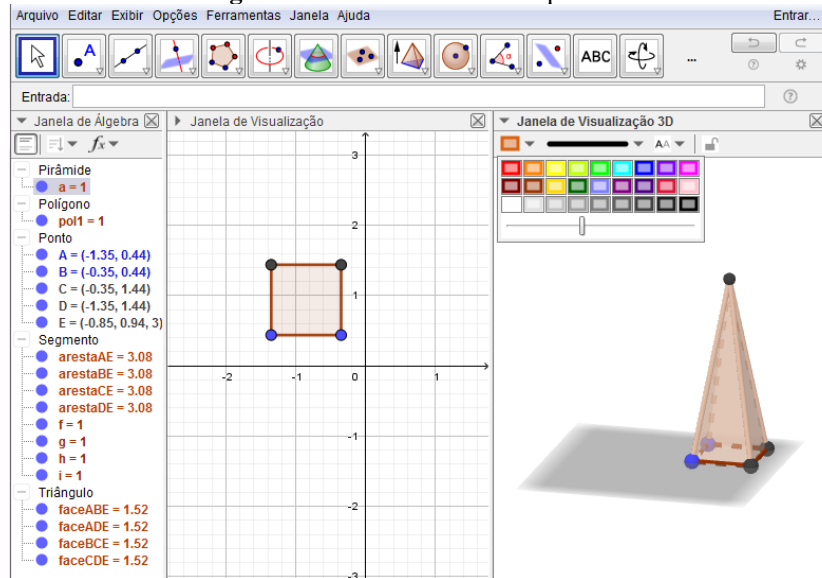 Arquivo Editar Exibir Opções Ferramentas Janela Ajuda
Entrar...
A
α
ABC
...
Entrada:
Janela de Álgebra
Janela de Visualização
Janela de Visualização 3D
fx
AA
Pirâmide
a = 1
Polígono
pol1 = 1
Ponto
A = (-1.35, 0.44)
B = (-0.35, 0.44)
C = (-0.35, 1.44)
D = (-1.35, 1.44)
E = (-0.85, 0.94, 3)
Segmento
arestaAE = 3.08
arestaBE = 3.08
arestaCE = 3.08
arestaDE = 3.08
f = 1
g = 1
h = 1
i = 1
Triângulo
faceABE = 1.52
faceADE = 1.52
faceBCE = 1.52
faceCDE = 1.52
3
2
1
-2
-1
0
1
-1
-2
-3